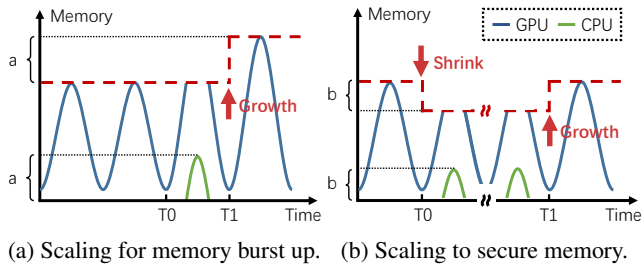 Memory
a
a
Growth
T0
T1
Time
Memory
GPU
CPU
b
b
Shrink
Growth
T0
T1
Time
(a) Scaling for memory burst up.
(b) Scaling to secure memory.